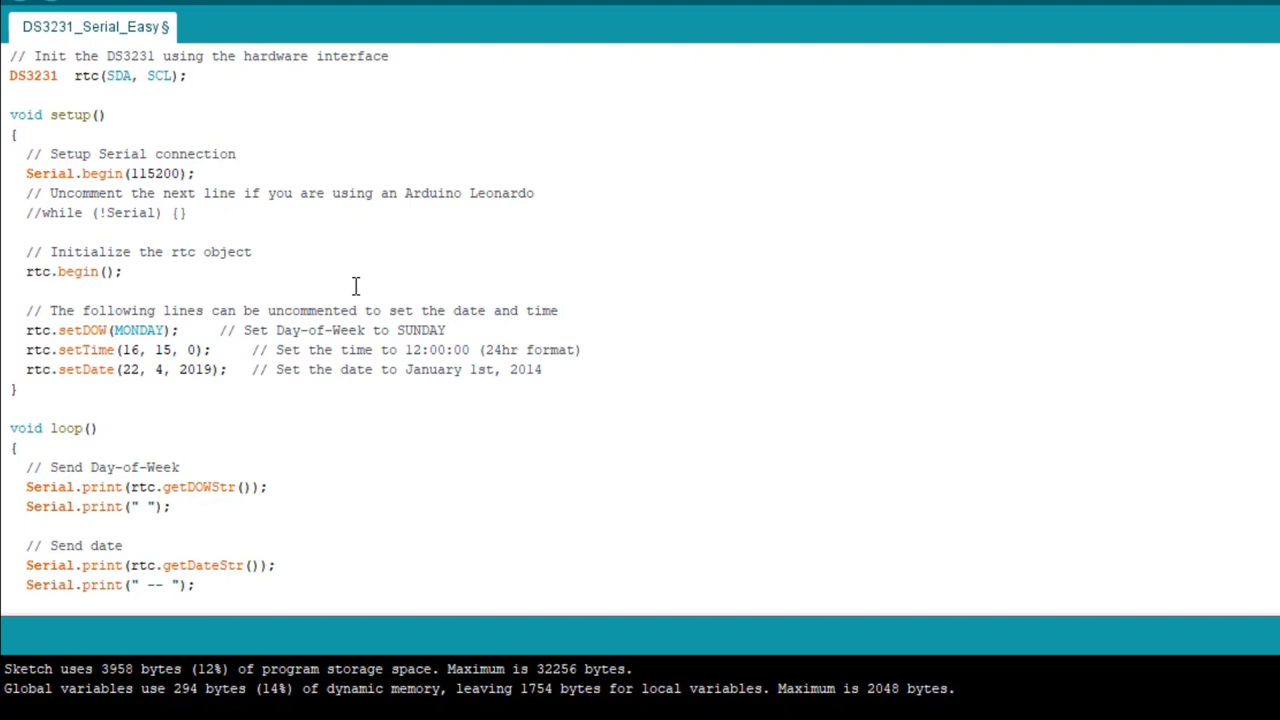 DS3231_Serial_Easy§
// Init the DS3231 using the hardware interface
DS3231  rtc(SDA, SCL);
void setup()
{
// Setup Serial connection
Serial.begin(115200);
// Uncomment the next line if you are using an Arduino Leonardo
//while (!Serial) {}
// Initialize the rtc object
rtc.begin();
// The following lines can be uncommented to set the date and time
rtc.setDOW(MONDAY);     // Set Day-of-Week to SUNDAY
rtc.setTime(16, 15, 0);     // Set the time to 12:00:00 (24hr format)
rtc.setDate(22, 4, 2019);   // Set the date to January 1st, 2014
}
void loop()
{
// Send Day-of-Week
Serial.print(rtc.getDOWStr());
Serial.print(" ");
// Send date
Serial.print(rtc.getDateStr());
Serial.print(" -- ");
Sketch uses 3958 bytes (12%) of program storage space. Maximum is 32256 bytes.
Global variables use 294 bytes (14%) of dynamic memory, leaving 1754 bytes for local variables. Maximum is 2048 bytes.